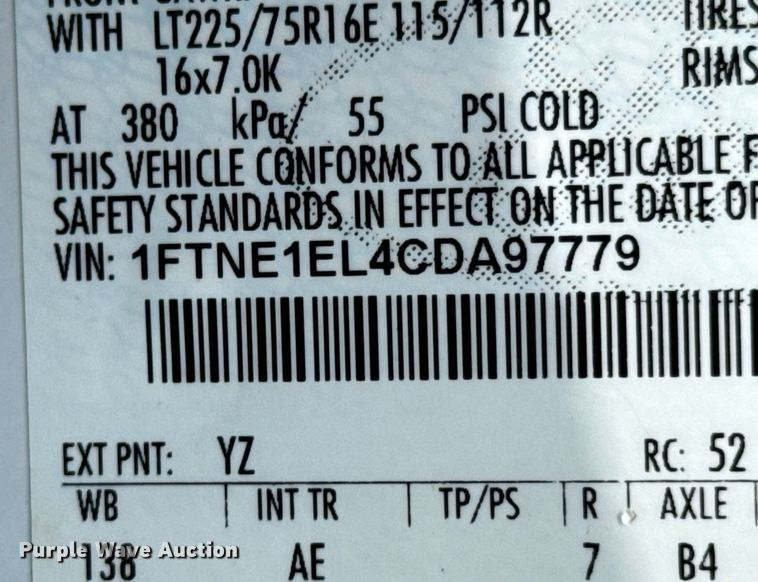 WITH LT225/75R16E 115/112R TIRES
16x7.0K RIMS
AT 380 kPa/ 55 PSI COLD
THIS VEHICLE CONFORMS TO ALL APPLICABLE F
SAFETY STANDARDS IN EFFECT ON THE DATE OF
VIN: 1FTNE1EL4CDA97779
EXT PNT: YZ RC: 52
WB INT TR TP/PS R AXLE
138 AE 7 B4
Purple Wave Auction